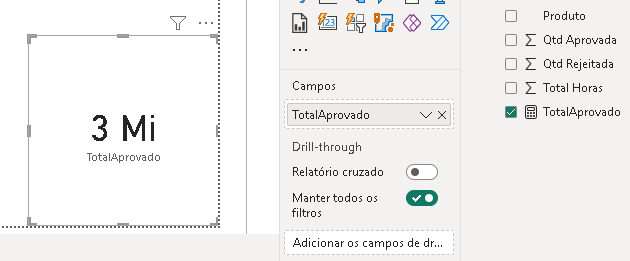 3 Mi
TotalAprovado
...
Campos
TotalAprovado
Drill-through
Relatório cruzado
Manter todos os
filtros
Adicionar os campos de dr...
Produto
Qtd Aprovada
Qtd Rejeitada
Total Horas
TotalAprovado